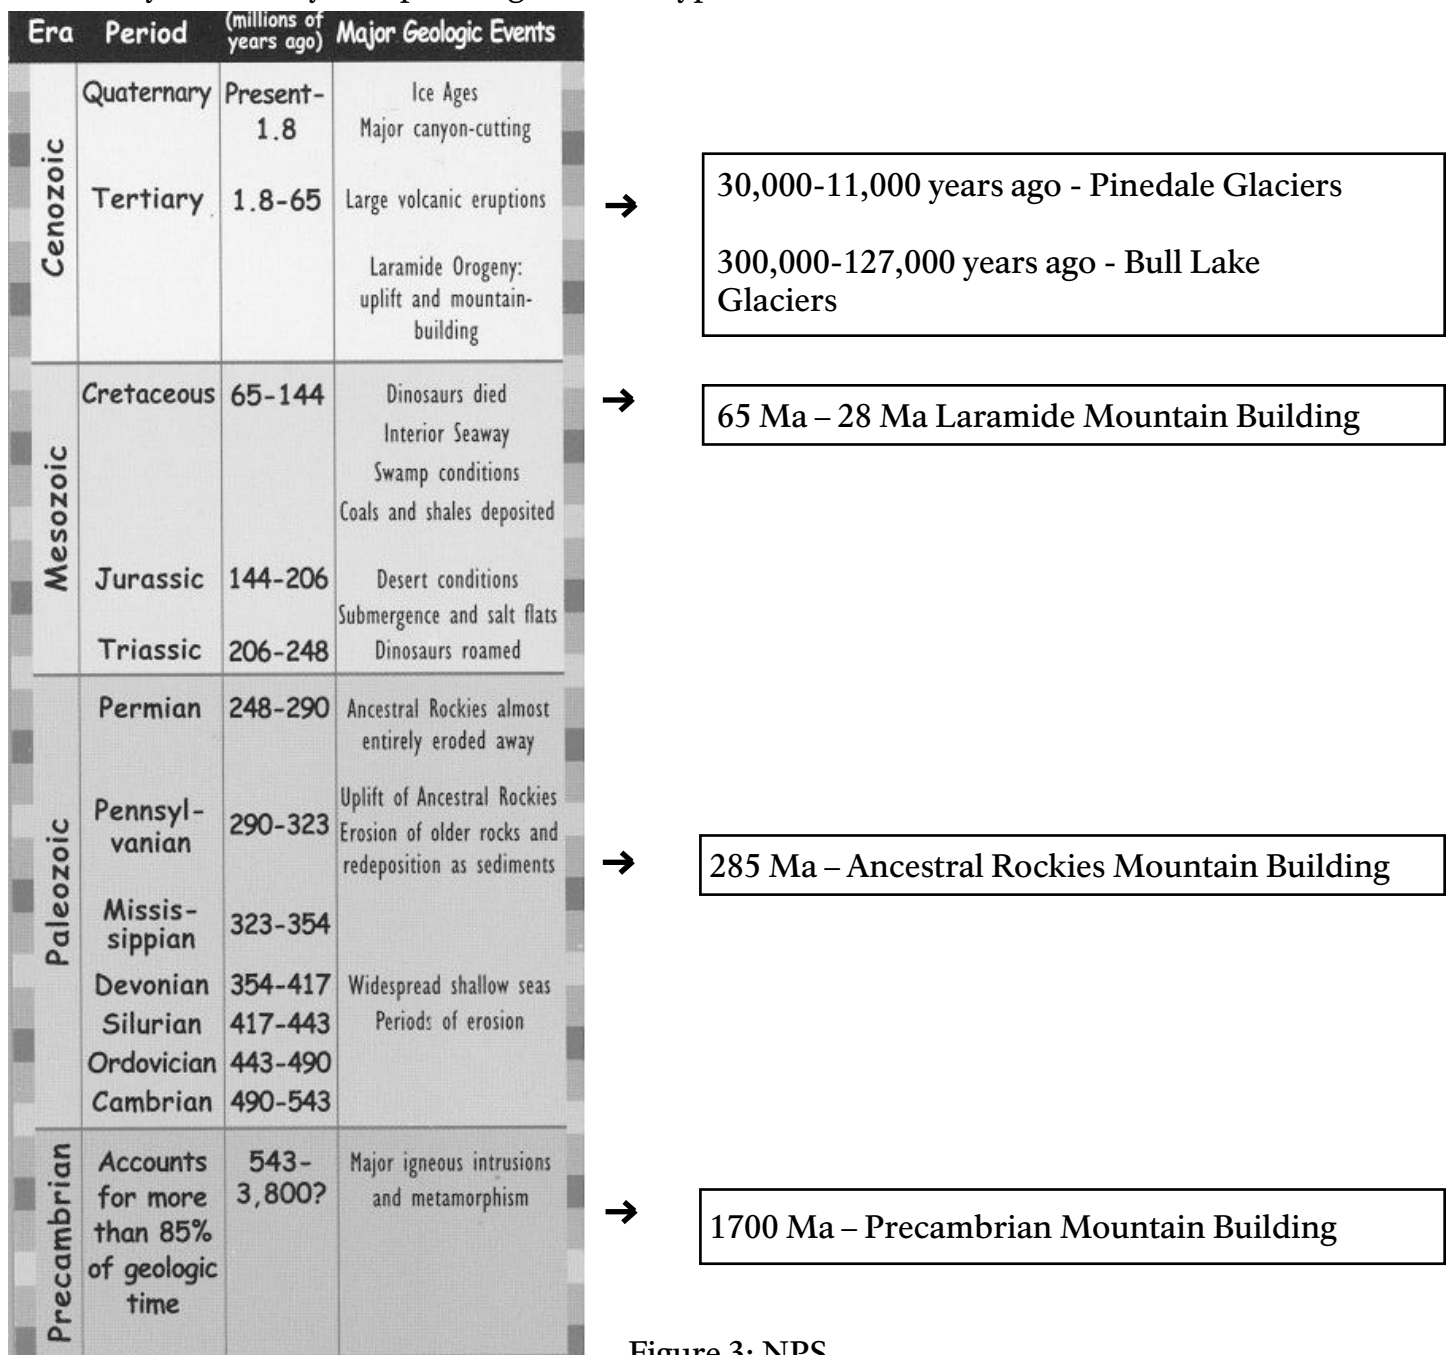 Era Period (millions of years ago) Major Geologic Events
Cenozoic
Quaternary Present-1.8 Ice Ages
Major canyon-cutting
Tertiary 1.8-65 Large volcanic eruptions
Laramide Orogeny:
uplift and mountain-
building
Mesozoic
Cretaceous 65-144 Dinosaurs died
Interior Seaway
Swamp conditions
Coals and shales deposited
Jurassic 144-206 Desert conditions
Submergence and salt flats
Triassic 206-248 Dinosaurs roamed
Paleozoic
Permian 248-290 Ancestral Rockies almost
entirely eroded away
Pennsyl-
vanian
290-323
Uplift of Ancestral Rockies
Erosion of older rocks and
redeposition as sediments
Missis-
sippian
323-354
Devonian 354-417 Widespread shallow seas
Silurian 417-443 Periods of erosion
Ordovician 443-490
Cambrian 490-543
Precambrian
Accounts
for more
than 85%
of geologic
time
543-
3,800?
Major igneous intrusions
and metamorphism
→
30,000-11,000 years ago - Pinedale Glaciers
300,000-127,000 years ago - Bull Lake
Glaciers
→
65 Ma – 28 Ma Laramide Mountain Building
→
285 Ma – Ancestral Rockies Mountain Building
→
1700 Ma – Precambrian Mountain Building
Figure 3: NPS